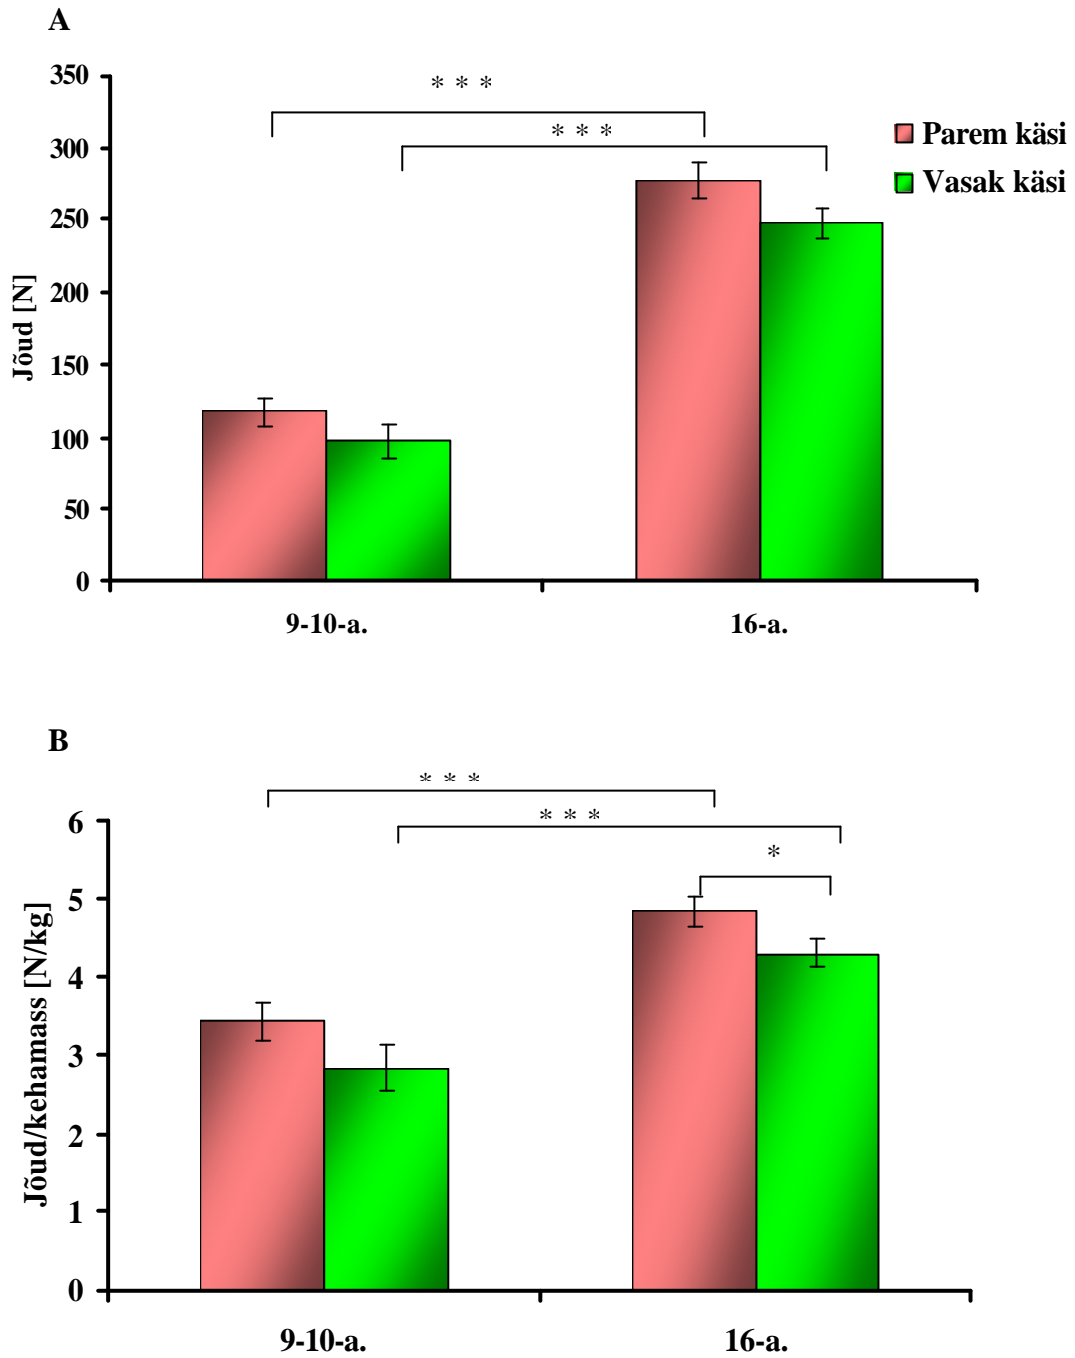 A
350
* * *
* * *
300
Parem käsi
Vasak käsi
250
200
150
100
50
0
Jõud [N]
9-10-a.
16-a.
B
* * *
* * *
*
6
5
4
3
2
1
0
Jõud/kehamass [N/kg]
9-10-a.
16-a.